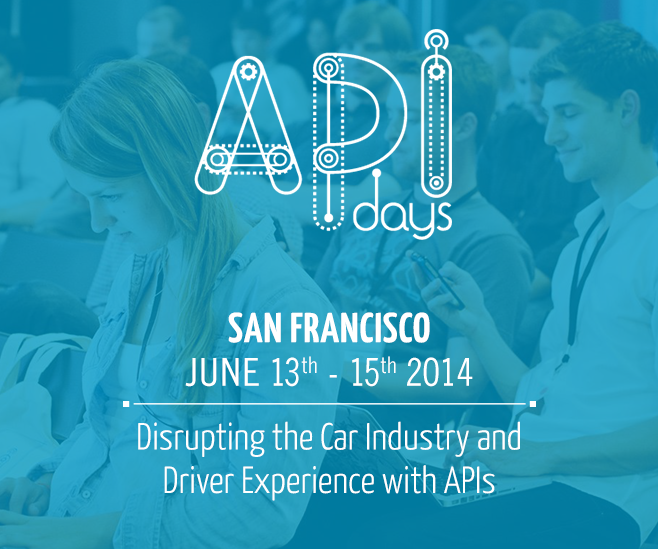 API
days
SAN FRANCISCO
JUNE 13th - 15th 2014
Disrupting the Car Industry and
Driver Experience with APIs